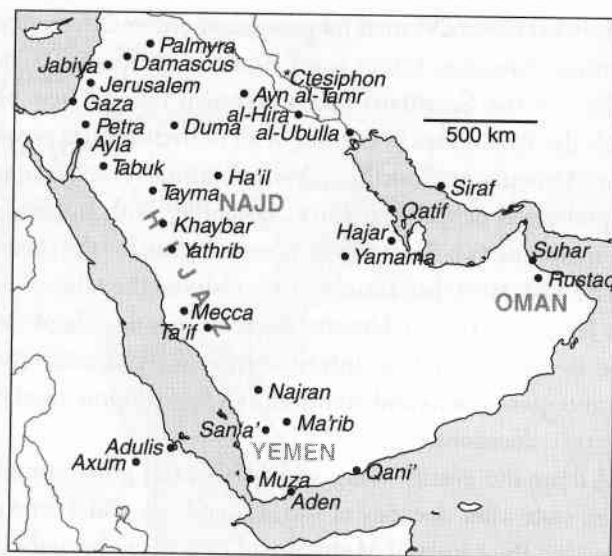 Palmyra
Damascus
Jabiya
*Ctesiphon
Jerusalem
Ayn al-Tamr
Gaza
al-Hira
500 km
Petra
Duma
al-Ubulla
Ayla
Tabuk
Ha'il
Siraf
Tayma
NAJD
Qatif
Khaybar
Hajar
HIJAZ
Yathrib
Yamama
Suhar
Rustaq
OMAN
Mecca
Ta'if
Najran
Ma'rib
San'a'
Adulis
YEMEN
Axum
Qani'
Muza
Aden